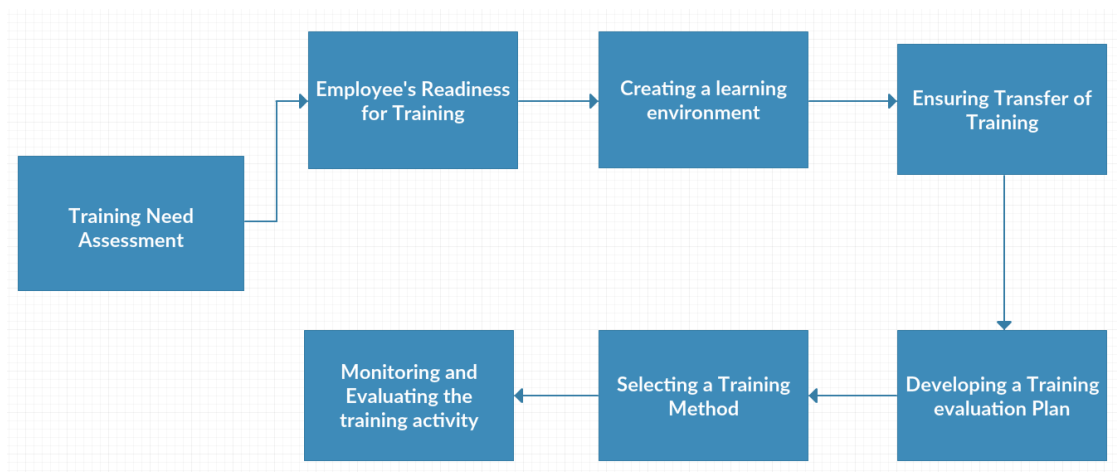 Training Need
Assessment
Employee's Readiness
for Training
Creating a learning
environment
Ensuring Transfer of
Training
Developing a Training
evaluation Plan
Selecting a Training
Method
Monitoring and
Evaluating the
training activity